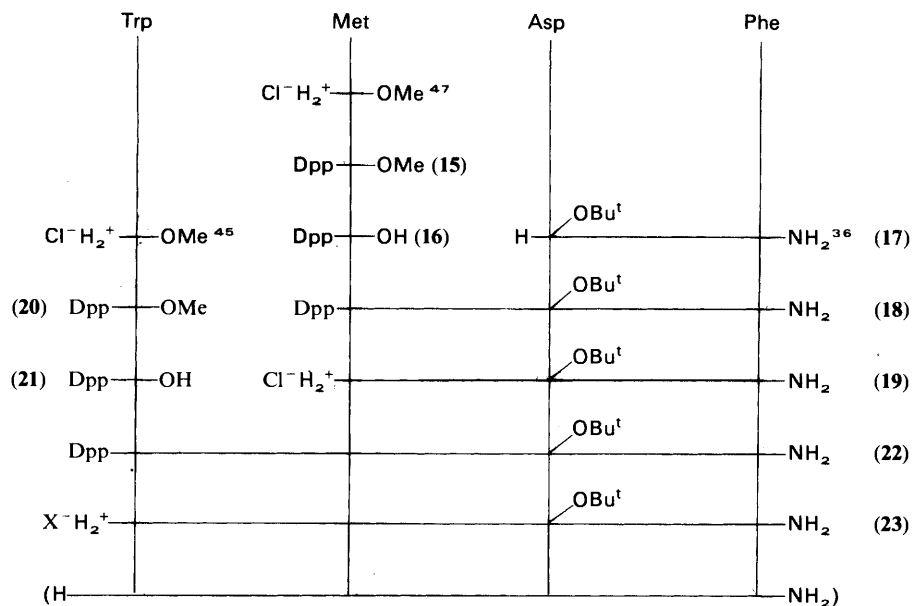 Trp Met Asp Phe
Cl⁻H₂⁺ OMe ⁴⁷
Dpp OMe (15)
OBuᵗ
Cl⁻H₂⁺ OMe ⁴⁵ Dpp OH (16) H NH₂³⁶ (17)
OBuᵗ
(20) Dpp OMe Dpp NH₂ (18)
OBuᵗ
(21) Dpp OH Cl⁻H₂⁺ NH₂ (19)
OBuᵗ
Dpp NH₂ (22)
OBuᵗ
X⁻H₂⁺ NH₂ (23)
(H NH₂)